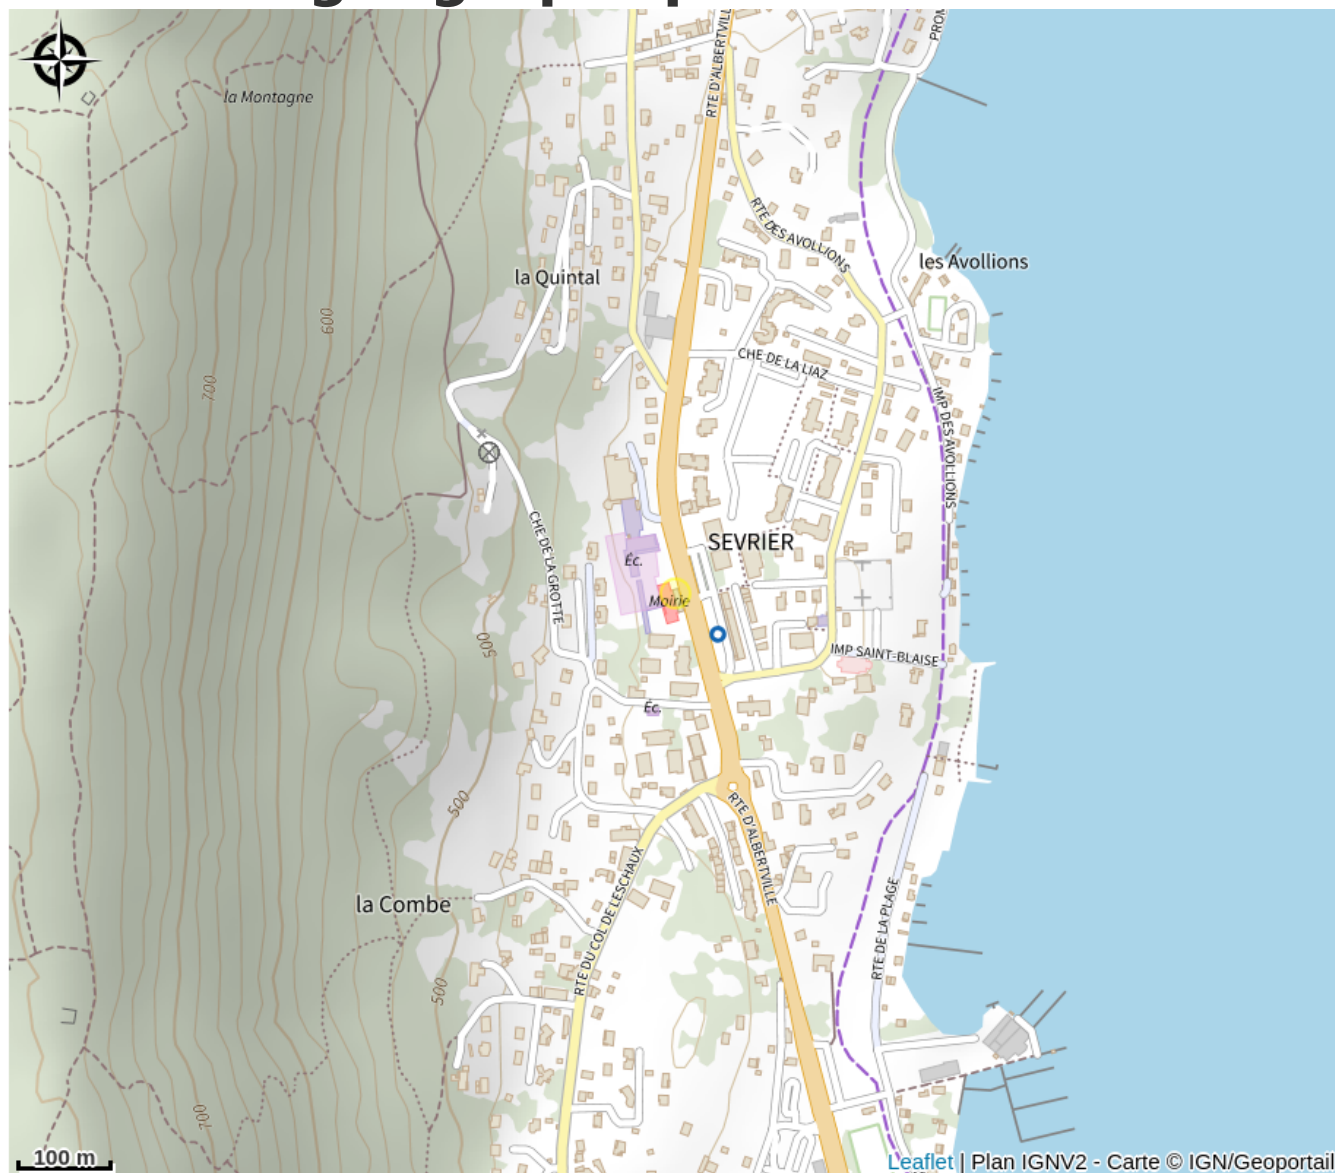 RTE D'ALBERTVILL
PROM
la Montagne
RTE DES AVOLLIONS
les Avollions
la Quintal
600
700
CHE DE LA LIAZ
IMP DES AVOLLIONS
CHE DE LA GROTTE
SEVRIER
Éc.
Mairie
500
IMP SAINT-BLAISE
Éc.
500
RTE D'ALBERTVILLE
RTE DU COL DE LESCHAUX
la Combe
RTE DE LA PLAGE
500
700
100 m
Leaflet | Plan IGNV2 - Carte © IGN/Geoportail